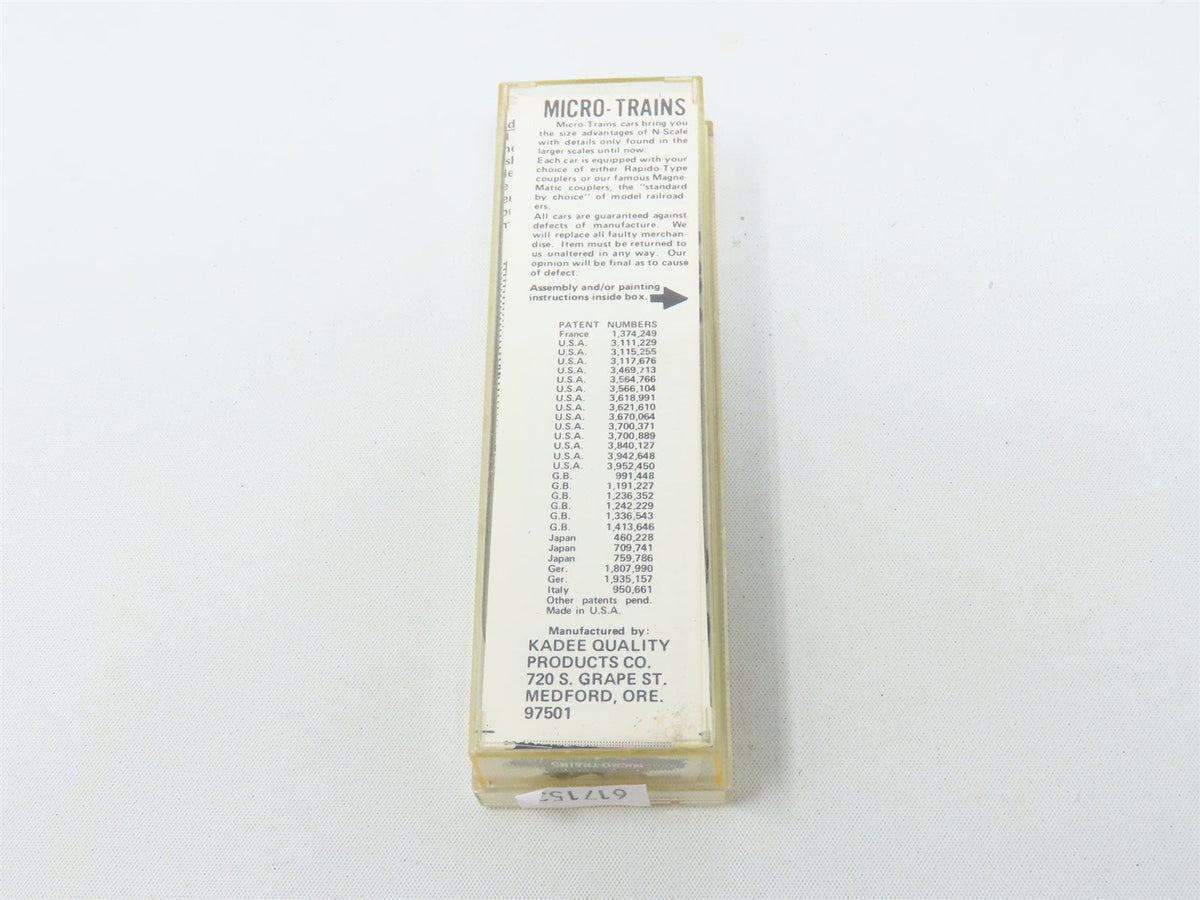 MICRO-TRAINS
Micro-Trains cars bring you
the size advantages of N-Scale
with details only found in the
larger scales until now.
Each car is equipped with your
choice of either Rapido-Type
couplers or our famous Magne-
Matic couplers, the "standard
by choice" of model railroad-
ers.
All cars are guaranteed against
defects of manufacture. We
will replace all faulty merchan-
dise. Item must be returned to
us unaltered in any way. Our
opinion will be final as to cause
of defect.
Assembly and/or painting
instructions inside box.
PATENT NUMBERS
France 1,374,249
U.S.A. 3,111,229
U.S.A. 3,115,255
U.S.A. 3,117,676
U.S.A. 3,469,713
U.S.A. 3,564,766
U.S.A. 3,566,104
U.S.A. 3,618,991
U.S.A. 3,621,610
U.S.A. 3,670,064
U.S.A. 3,700,371
U.S.A. 3,700,889
U.S.A. 3,840,127
U.S.A. 3,942,648
U.S.A. 3,952,450
G.B. 991,448
G.B. 1,191,227
G.B. 1,236,352
G.B. 1,242,229
G.B. 1,336,543
G.B. 1,413,646
Japan 460,228
Japan 709,741
Japan 759,786
Ger. 1,807,990
Ger. 1,935,157
Italy 950,661
Other patents pend.
Made in U.S.A.
Manufactured by:
KADEE QUALITY
PRODUCTS CO.
720 S. GRAPE ST.
MEDFORD, ORE.
97501
MICRO-TRAINS